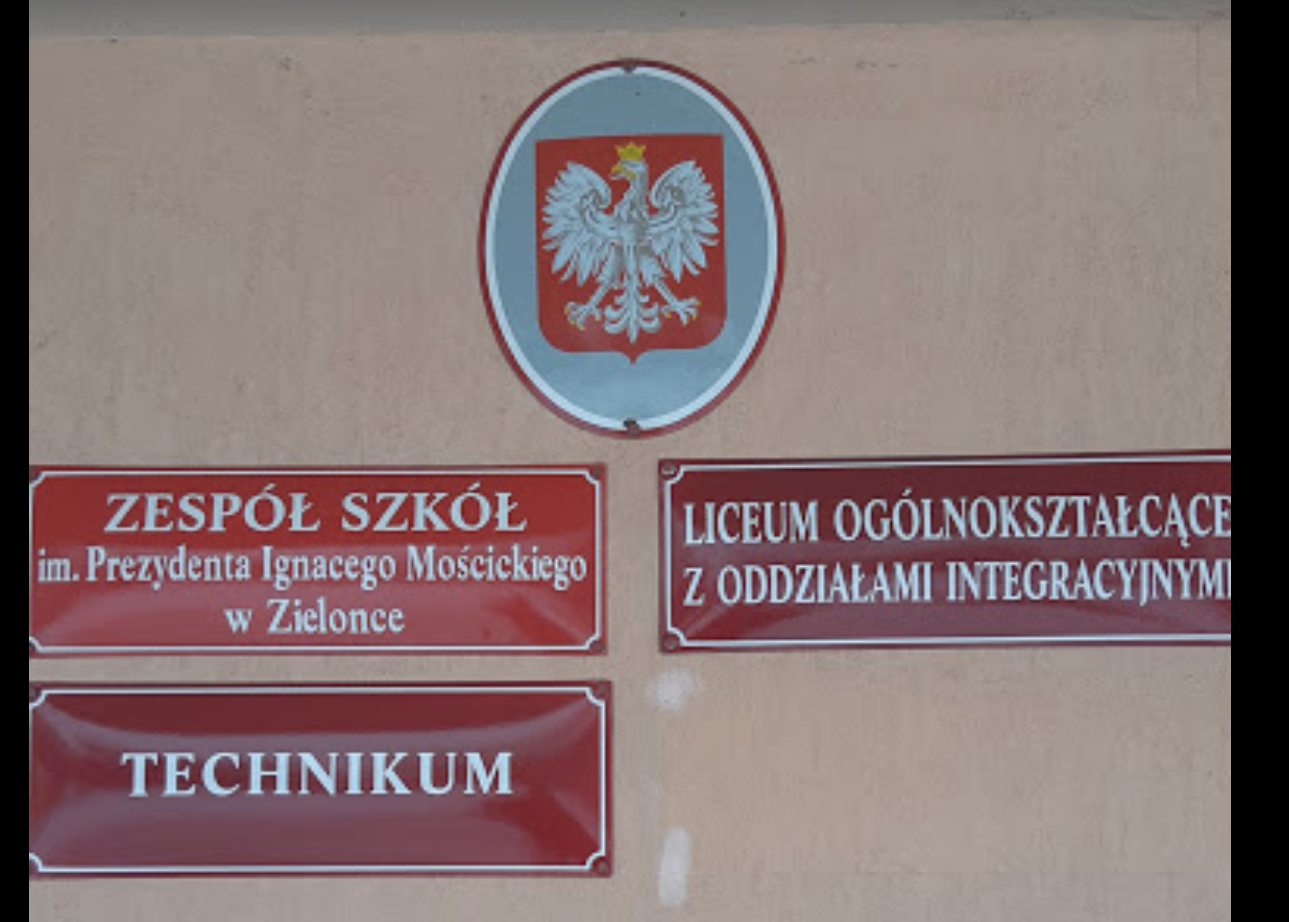 ZESPÓŁ SZKÓŁ
im. Prezydenta Ignacego Mościckiego
w Zielonce
LICEUM OGÓLNOKSZTAŁCĄCE
Z ODDZIAŁAMI INTEGRACYJNYMI
TECHNIKUM